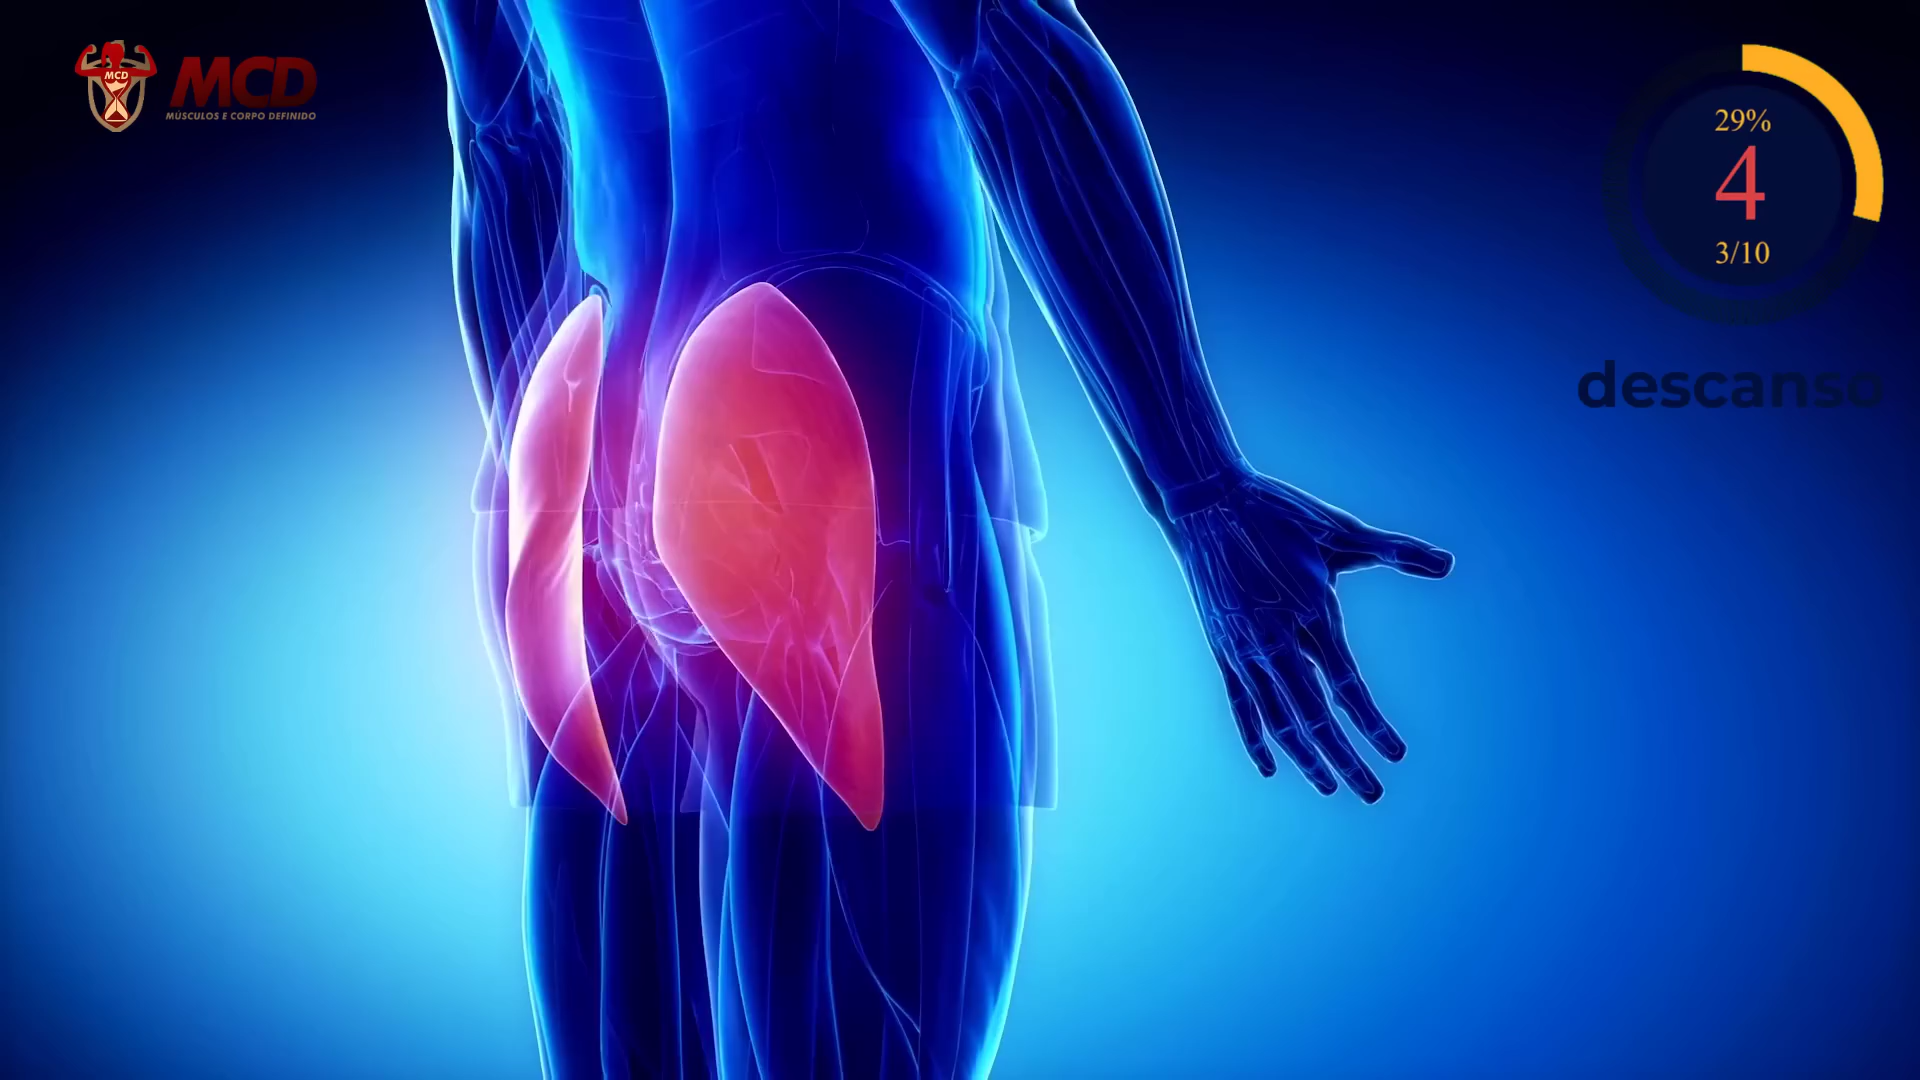 MCD
MCD
MÚSCULOS E CORPO DEFINIDO
29%
4
3/10
descanso